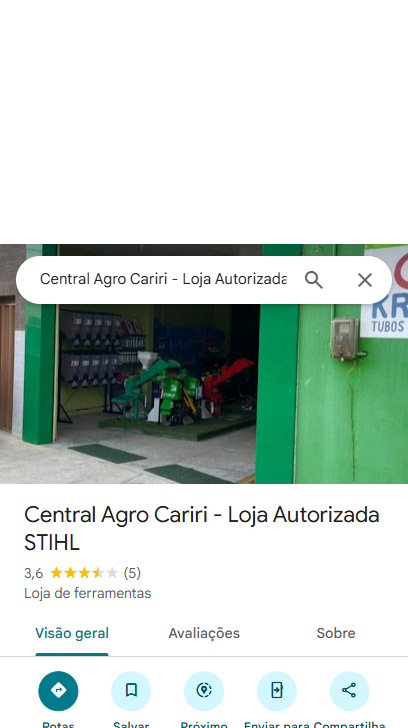 Central Agro Cariri - Loja Autorizada
KR
TUBOS
Central Agro Cariri - Loja Autorizada
STIHL
3,6 (5)
Loja de ferramentas
Visão geral Avaliações Sobre
Rotas Salvar Próximo Enviar para Compartilha